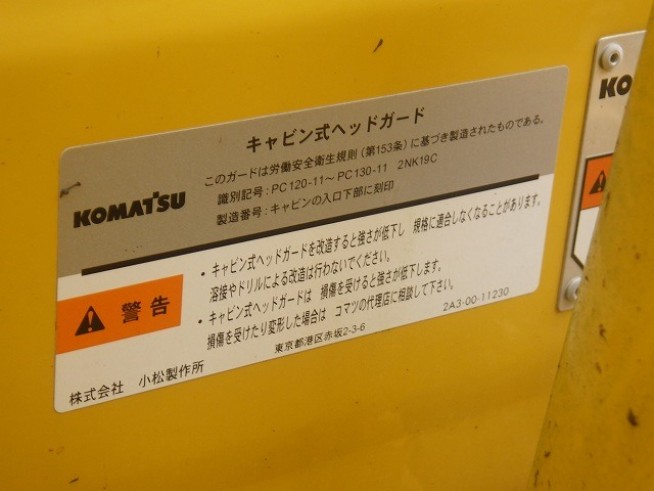 キャビン式ヘッドガード
このガードは労働安全衛生規則(第153条)に基づき製造されたものである。
識別記号:PC120-11~PC130-11 2NK19C
製造番号:キャビンの入口下部に刻印
KOMATSU
警告
・キャビン式ヘッドガードを改造すると強さが低下し 規格に適合しなくなることがあります。
溶接やドリルによる改造は行わないでください。
・キャビン式ヘッドガードは 損傷を受けると強さが低下します。
損傷を受けたり変形した場合は コマツの代理店に相談して下さい。
2A3-00-11230
株式会社 小松製作所
東京都港区赤坂2-3-6
KO